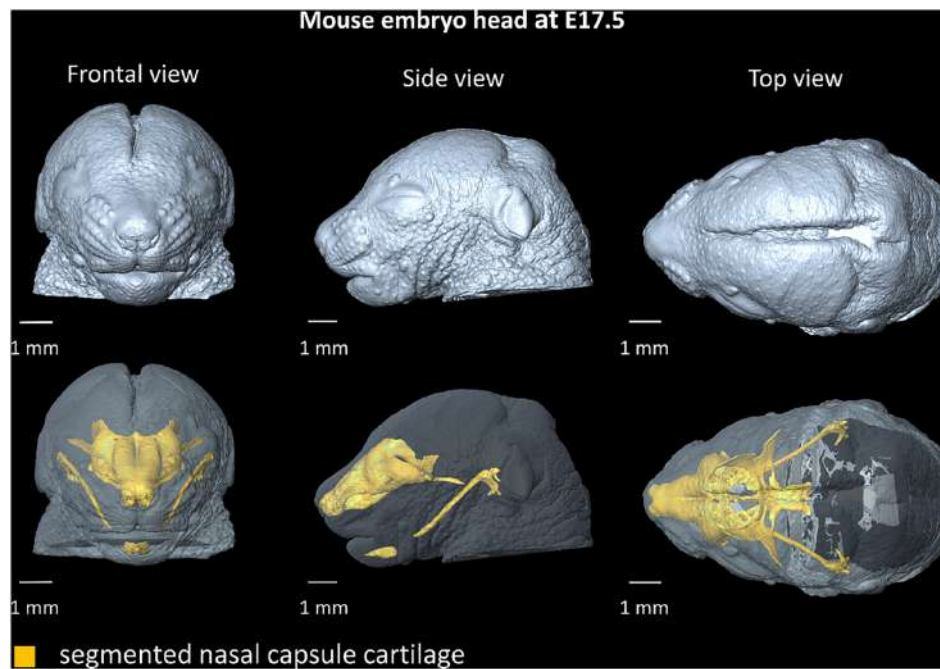 Mouse embryo head at E17.5
Frontal view
Side view
Top view
1 mm
1 mm
1 mm
1 mm
1 mm
1 mm
segmented nasal capsule cartilage